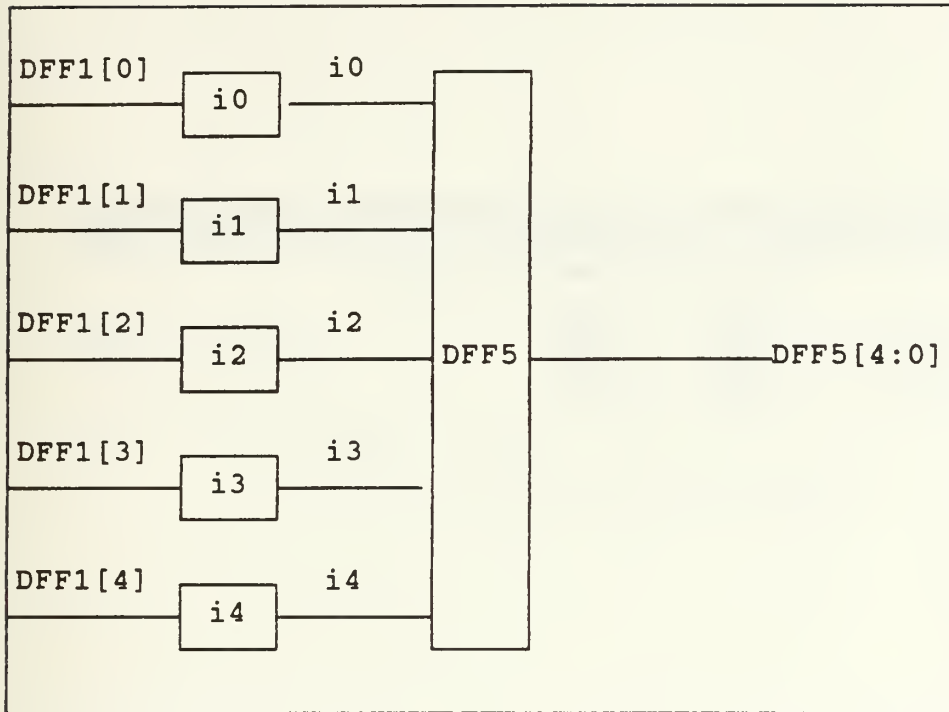 DFF1[0] i0
i0
DFF1[1] i1
i1
DFF1[2] i2
i2 DFF5 DFF5[4:0]
DFF1[3] i3
i3
DFF1[4] i4
i4